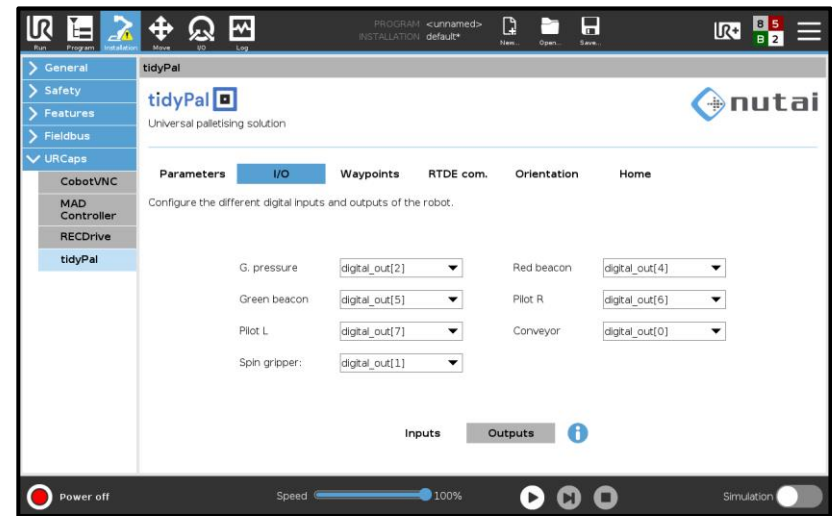 PROGRAM <unnamed>
INSTALLATION default*
UR+
8 5
B 2
Run Program Installation Move I/O Log New... Open... Save...
General
Safety
Features
Fieldbus
URCaps
CobotVNC
MAD Controller
RECDrive
tidyPal
tidyPal
tidyPal
nutai
Universal palletising solution
Parameters I/O Waypoints RTDE com. Orientation Home
Configure the different digital inputs and outputs of the robot.
G. pressure digital_out[2] Red beacon digital_out[4]
Green beacon digital_out[5] Pilot R digital_out[6]
Pilot L digital_out[7] Conveyor digital_out[0]
Spin gripper: digital_out[1]
Inputs Outputs i
Power off Speed 100% Simulation